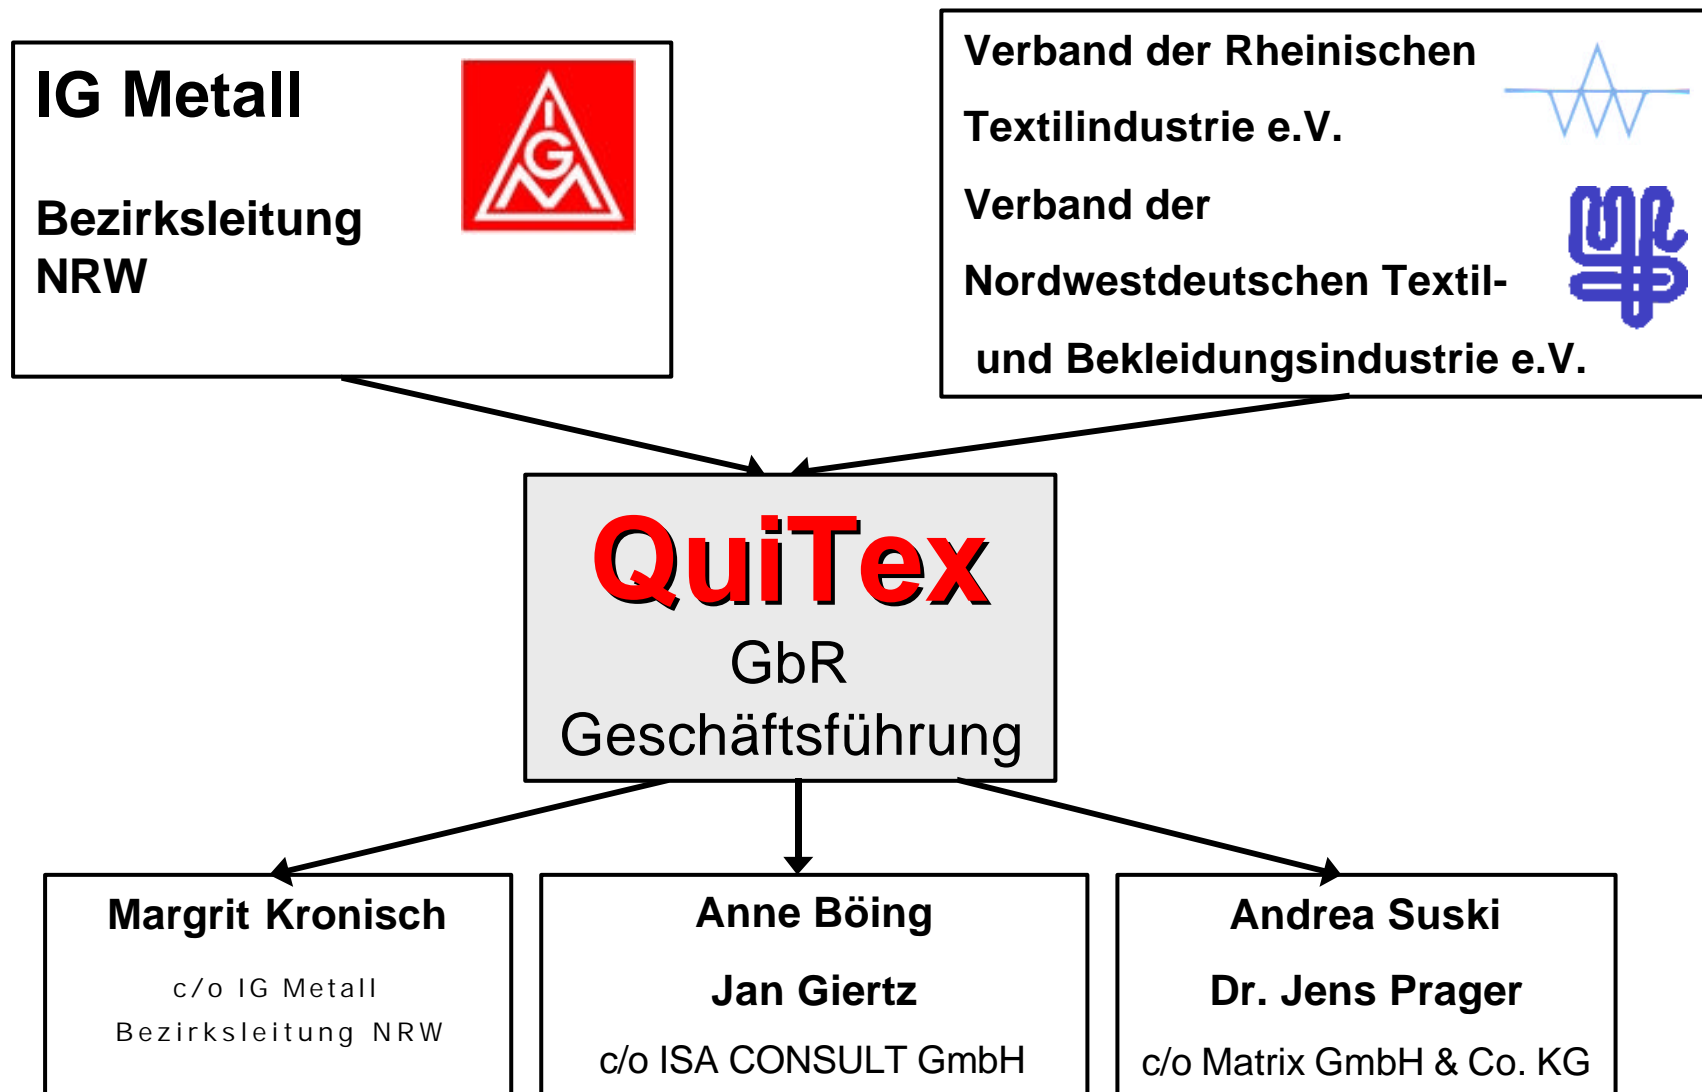 IG Metall
Bezirksleitung
NRW
IGM
Verband der Rheinischen
Textilindustrie e.V.
Verband der
Nordwestdeutschen Textil-
und Bekleidungsindustrie e.V.
QuiTex
GbR
Geschäftsführung
Margrit Kronisch
c/o IG Metall
Bezirksleitung NRW
Anne Böing
Jan Giertz
c/o ISA CONSULT GmbH
Andrea Suski
Dr. Jens Prager
c/o Matrix GmbH & Co. KG